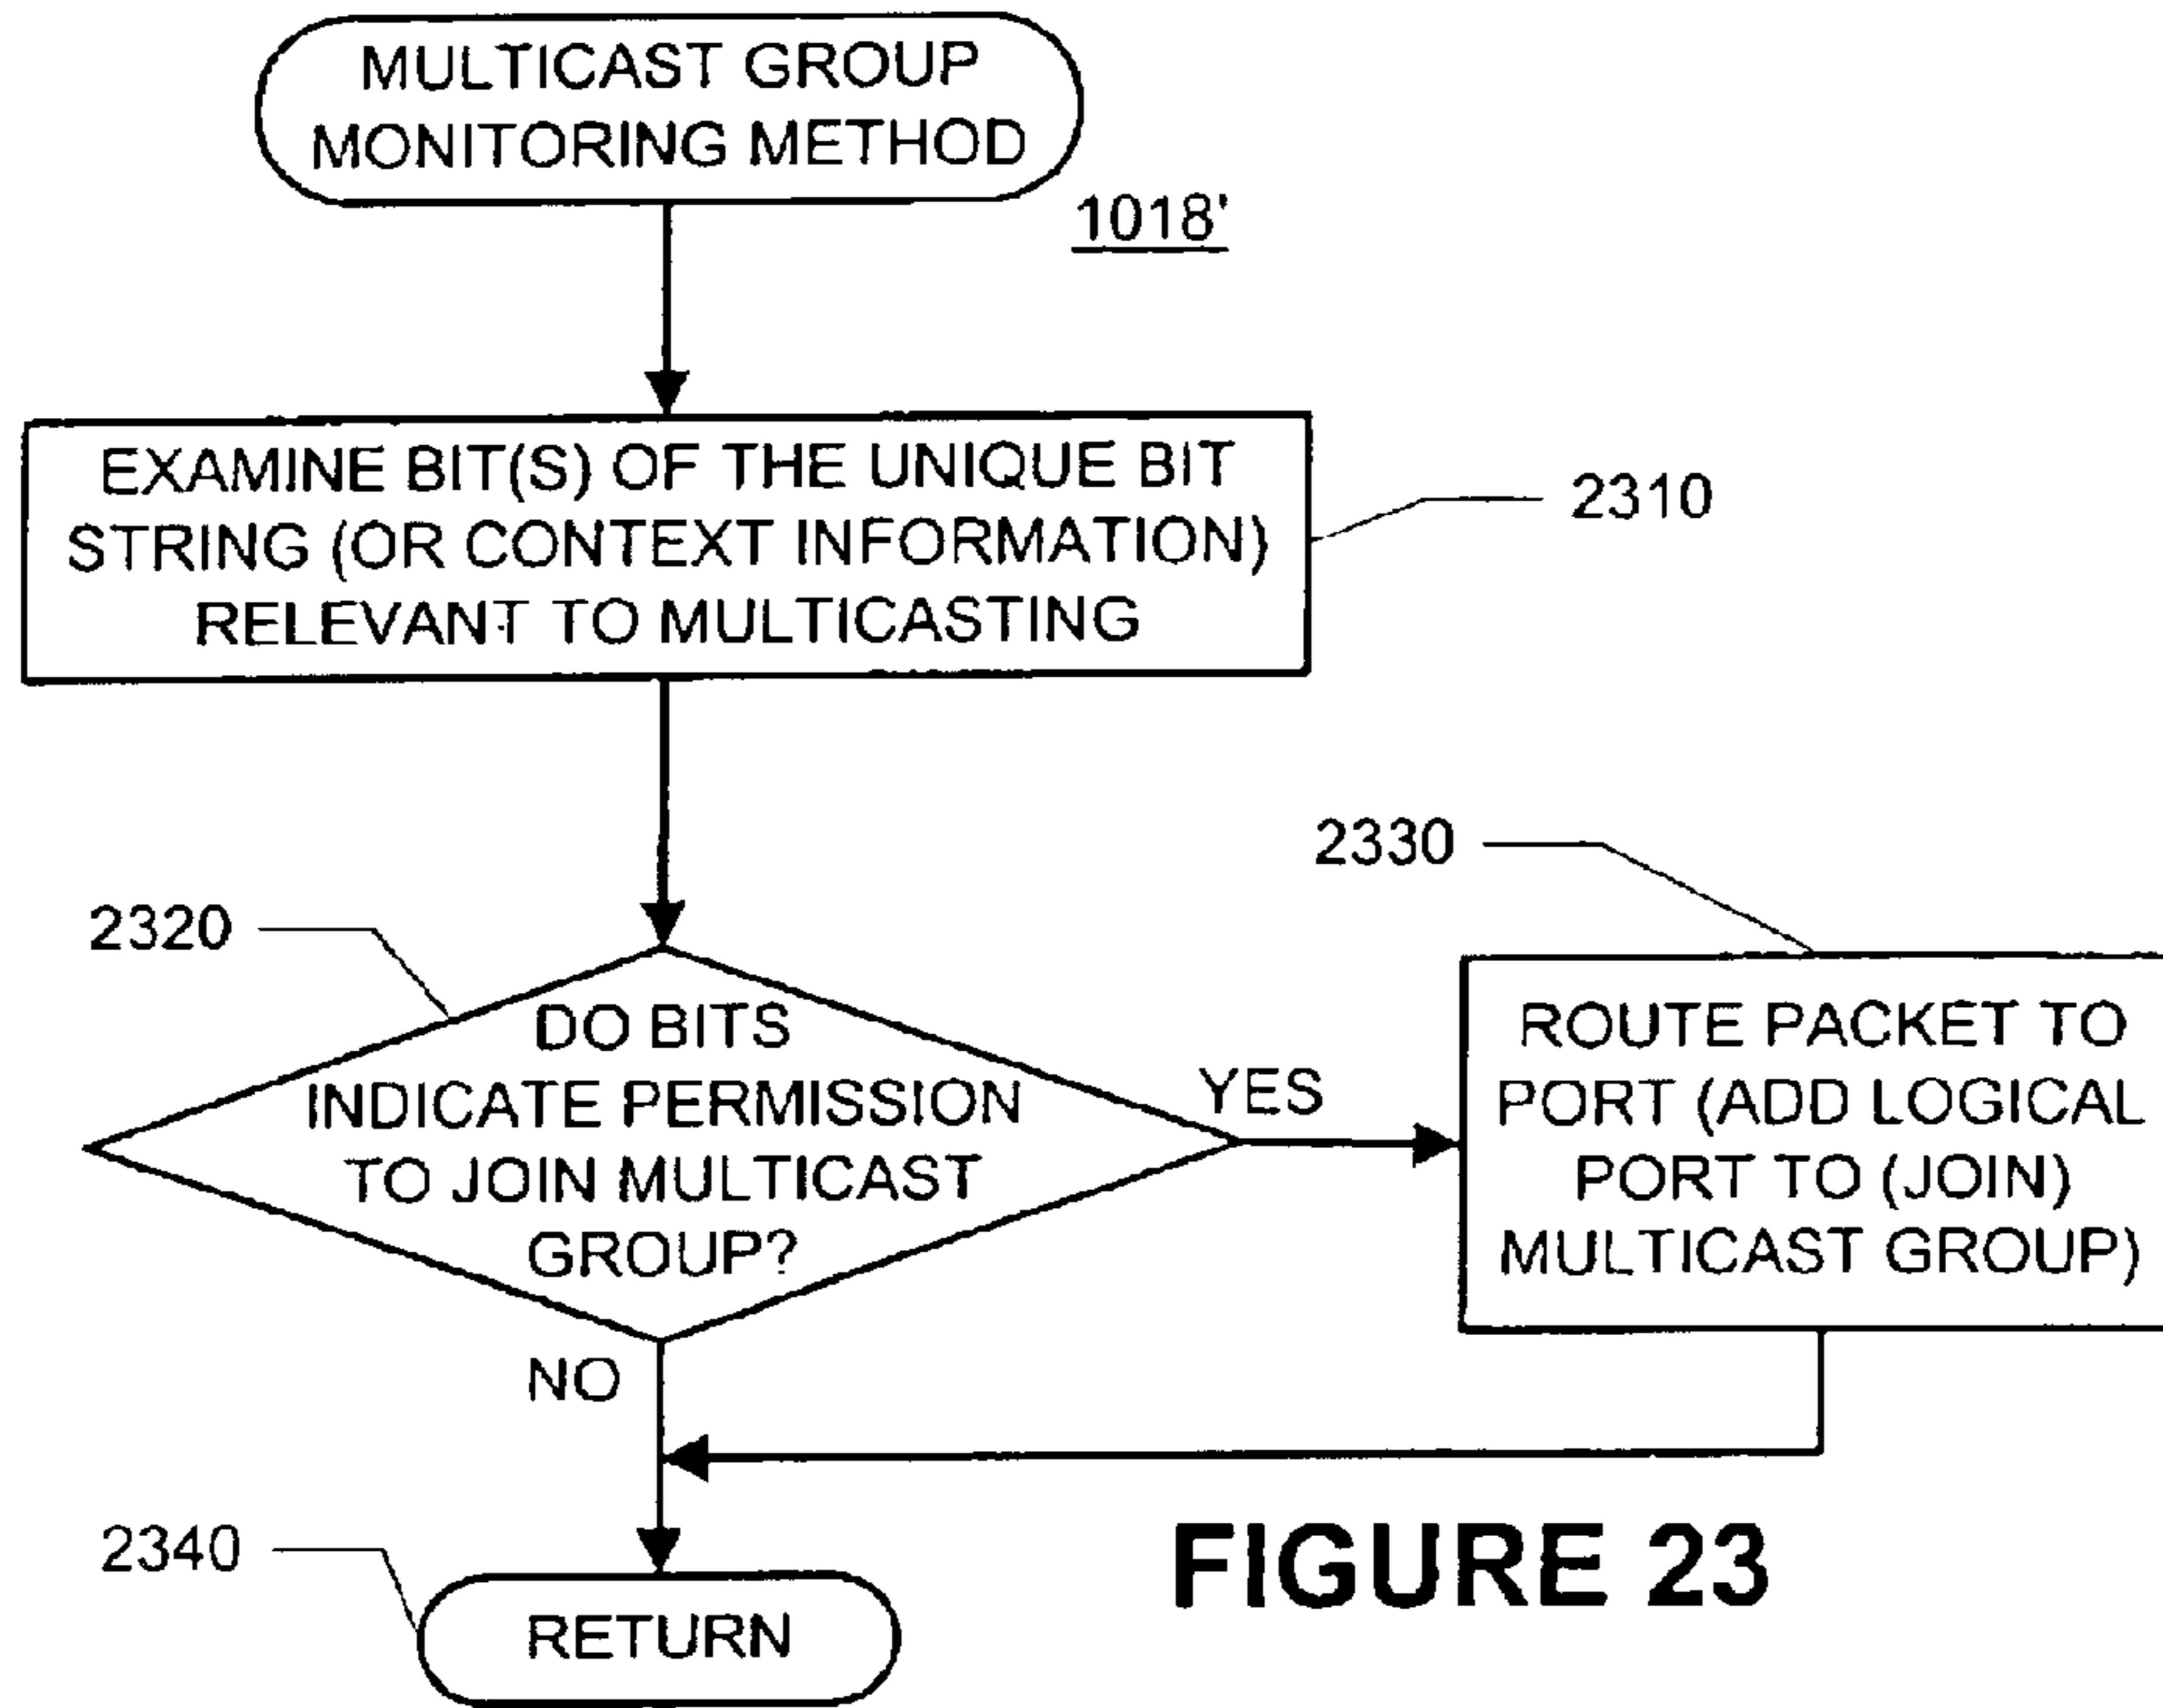 MULTICAST GROUP
MONITORING METHOD
1018'
EXAMINE BIT(S) OF THE UNIQUE BIT
STRING (OR CONTEXT INFORMATION)
RELEVANT TO MULTICASTING
2310
2320
DO BITS
INDICATE PERMISSION
TO JOIN MULTICAST
GROUP?
YES
2330
ROUTE PACKET TO
PORT (ADD LOGICAL
PORT TO (JOIN)
MULTICAST GROUP)
NO
2340
RETURN
FIGURE 23